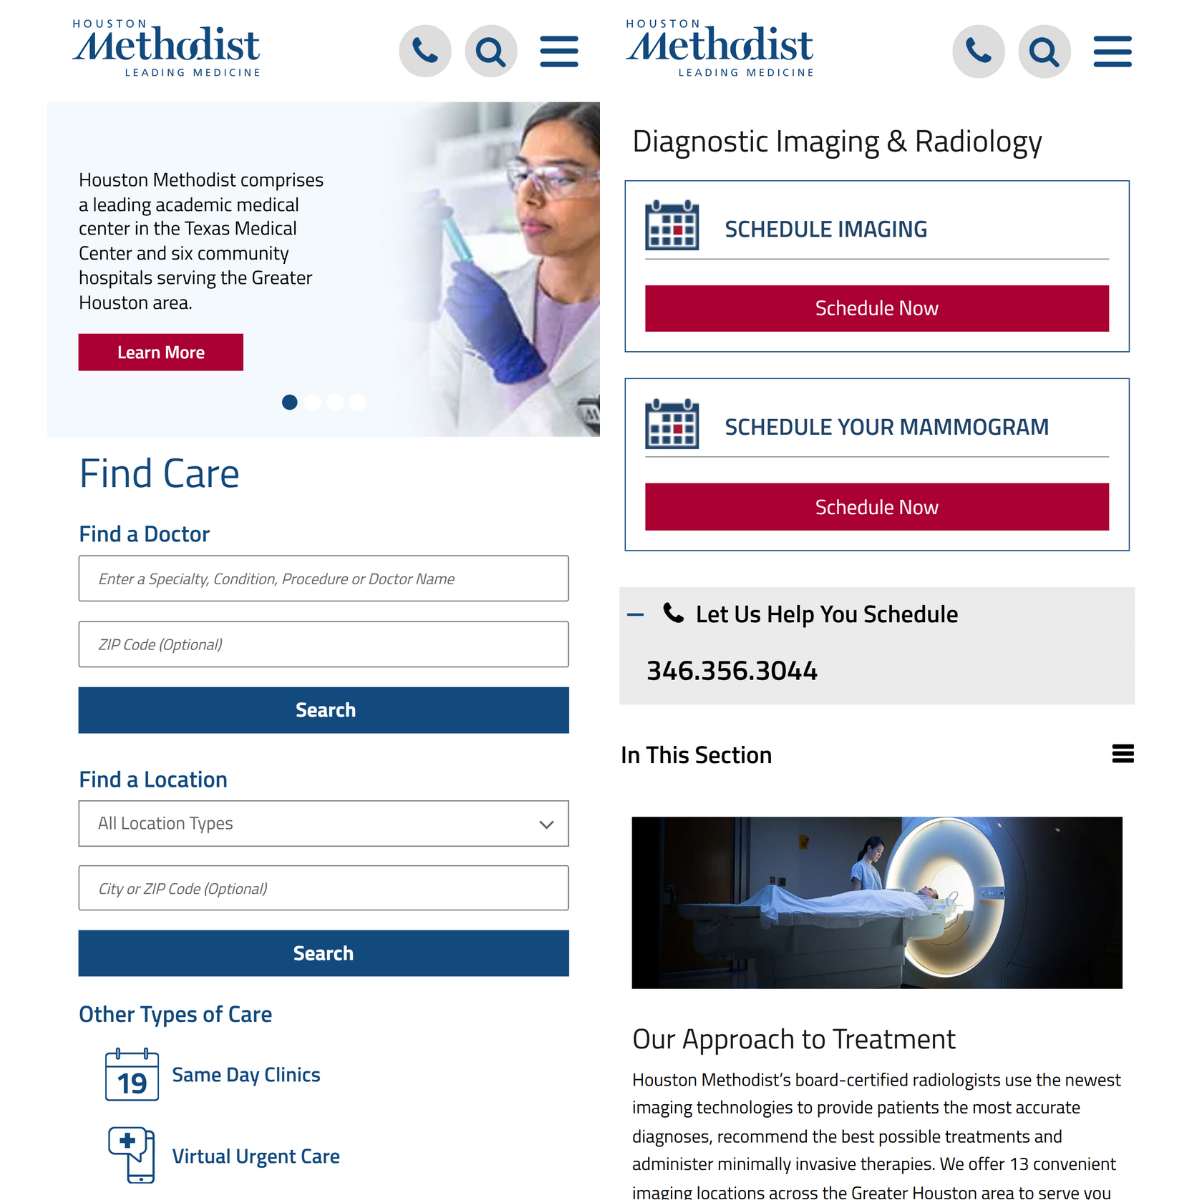 HOUSTON
Methodist
LEADING MEDICINE
Houston Methodist comprises
a leading academic medical
center in the Texas Medical
Center and six community
hospitals serving the Greater
Houston area.
Learn More
Find Care
Find a Doctor
Enter a Specialty, Condition, Procedure or Doctor Name
ZIP Code (Optional)
Search
Find a Location
All Location Types
City or ZIP Code (Optional)
Search
Other Types of Care
19
Same Day Clinics
Virtual Urgent Care
HOUSTON
Methodist
LEADING MEDICINE
Diagnostic Imaging & Radiology
SCHEDULE IMAGING
Schedule Now
SCHEDULE YOUR MAMMOGRAM
Schedule Now
Let Us Help You Schedule
346.356.3044
In This Section
Our Approach to Treatment
Houston Methodist's board-certified radiologists use the newest
imaging technologies to provide patients the most accurate
diagnoses, recommend the best possible treatments and
administer minimally invasive therapies. We offer 13 convenient
imaging locations across the Greater Houston area to serve you